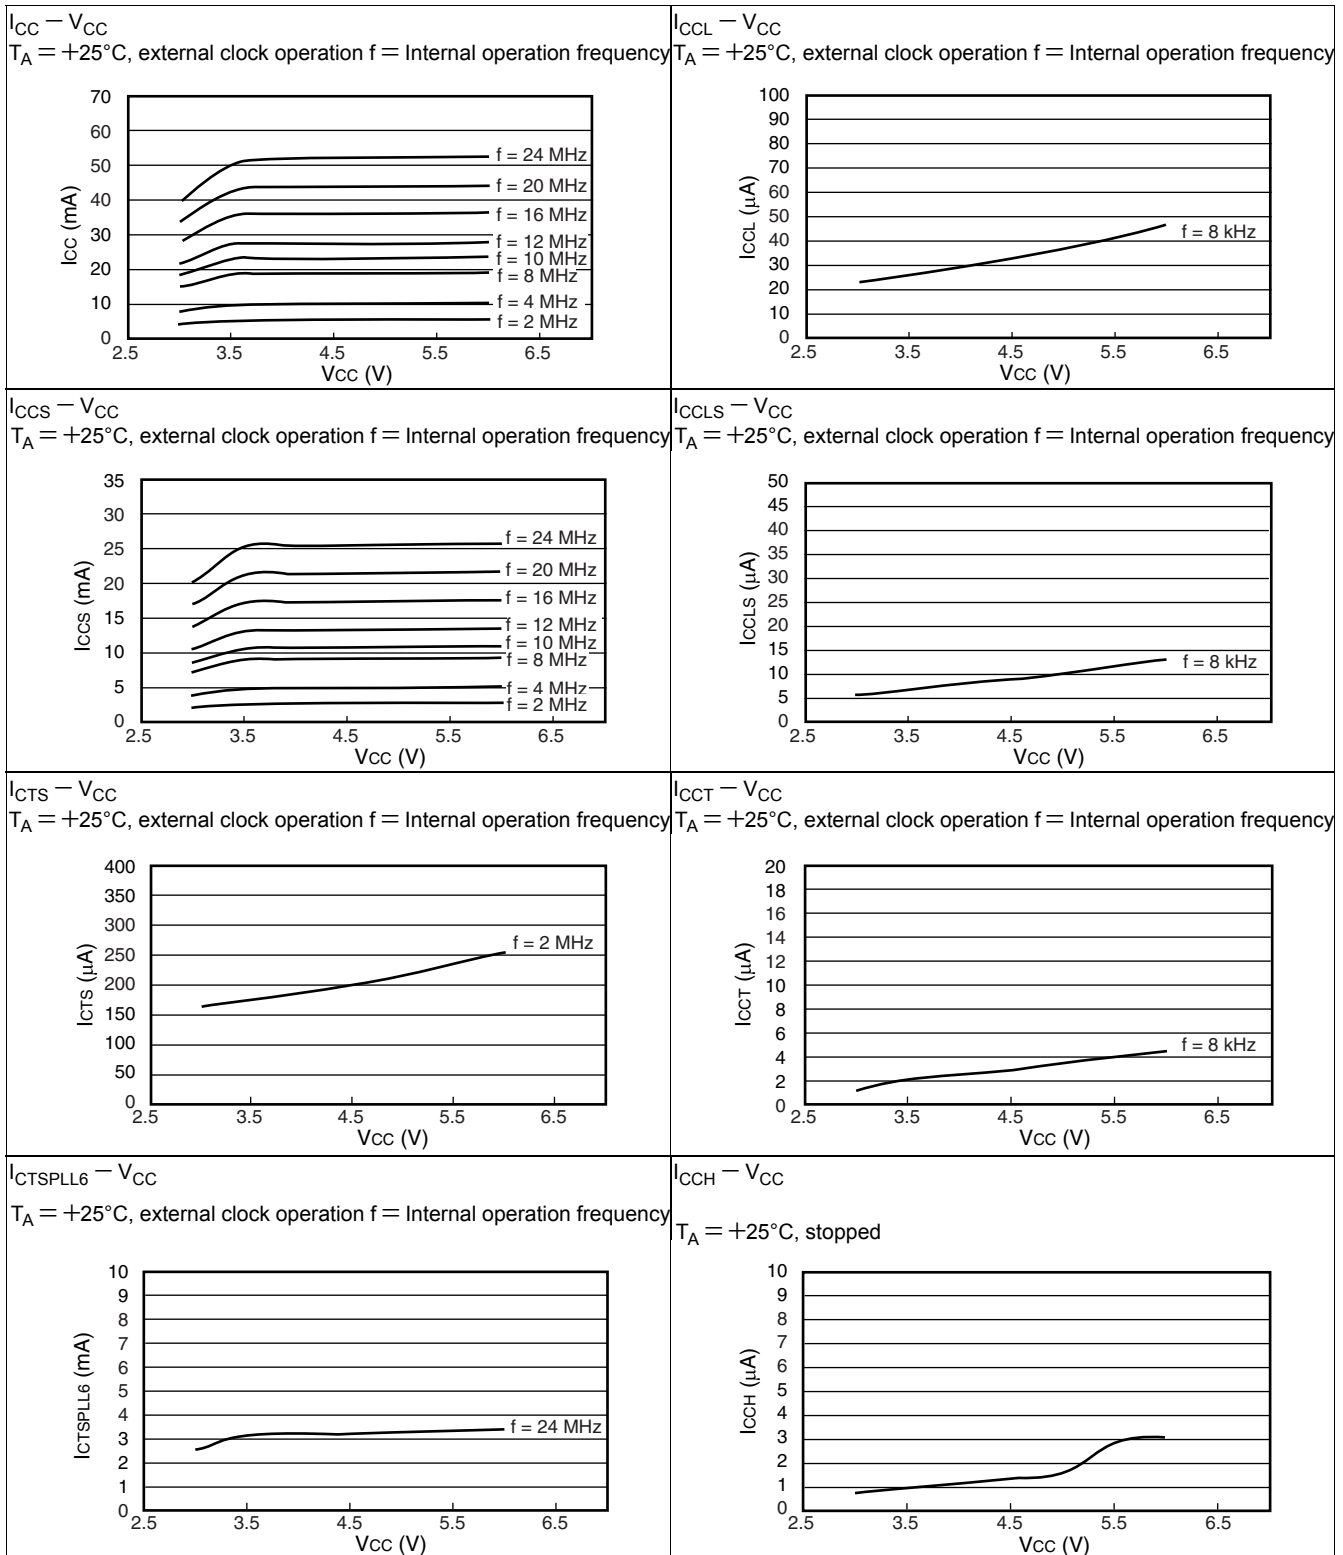 ICC － VCC
TA ＝ ＋25°C, external clock operation f ＝ Internal operation frequency
70
60
50
40
30
20
10
0
ICC (mA)
f = 24 MHz
f = 20 MHz
f = 16 MHz
f = 12 MHz
f = 10 MHz
f = 8 MHz
f = 4 MHz
f = 2 MHz
2.5
3.5
4.5
5.5
6.5
VCC (V)
ICCL － VCC
TA ＝ ＋25°C, external clock operation f ＝ Internal operation frequency
100
90
80
70
60
50
40
30
20
10
0
ICCL (μA)
f = 8 kHz
2.5
3.5
4.5
5.5
6.5
VCC (V)
ICCS － VCC
TA ＝ ＋25°C, external clock operation f ＝ Internal operation frequency
35
30
25
20
15
10
5
0
ICCS (mA)
f = 24 MHz
f = 20 MHz
f = 16 MHz
f = 12 MHz
f = 10 MHz
f = 8 MHz
f = 4 MHz
f = 2 MHz
2.5
3.5
4.5
5.5
6.5
VCC (V)
ICCLS － VCC
TA ＝ ＋25°C, external clock operation f ＝ Internal operation frequency
50
45
40
35
30
25
20
15
10
5
0
ICCLS (μA)
f = 8 kHz
2.5
3.5
4.5
5.5
6.5
VCC (V)
ICTS － VCC
TA ＝ ＋25°C, external clock operation f ＝ Internal operation frequency
400
350
300
250
200
150
100
50
0
ICTS (μA)
f = 2 MHz
2.5
3.5
4.5
5.5
6.5
VCC (V)
ICCT － VCC
TA ＝ ＋25°C, external clock operation f ＝ Internal operation frequency
20
18
16
14
12
10
8
6
4
2
0
ICCT (μA)
f = 8 kHz
2.5
3.5
4.5
5.5
6.5
VCC (V)
ICTSPLL6 － VCC
TA ＝ ＋25°C, external clock operation f ＝ Internal operation frequency
10
9
8
7
6
5
4
3
2
1
0
ICTSPLL6 (mA)
f = 24 MHz
2.5
3.5
4.5
5.5
6.5
VCC (V)
ICCH － VCC
TA ＝ ＋25°C, stopped
10
9
8
7
6
5
4
3
2
1
0
ICCH (μA)
2.5
3.5
4.5
5.5
6.5
VCC (V)